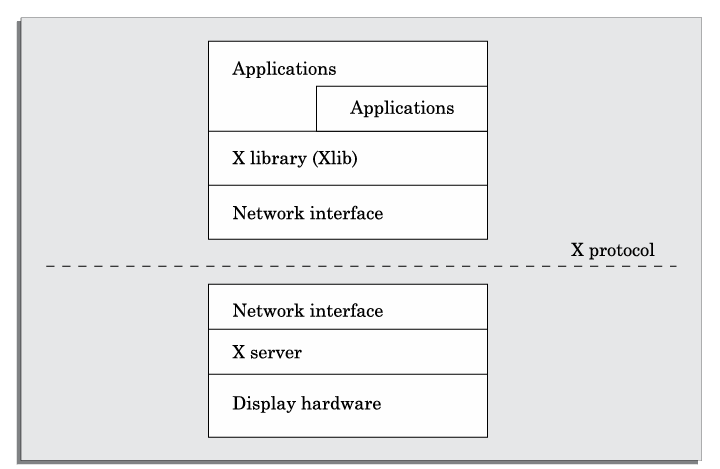 Applications
Applications
X library (Xlib)
Network interface
X protocol
Network interface
X server
Display hardware